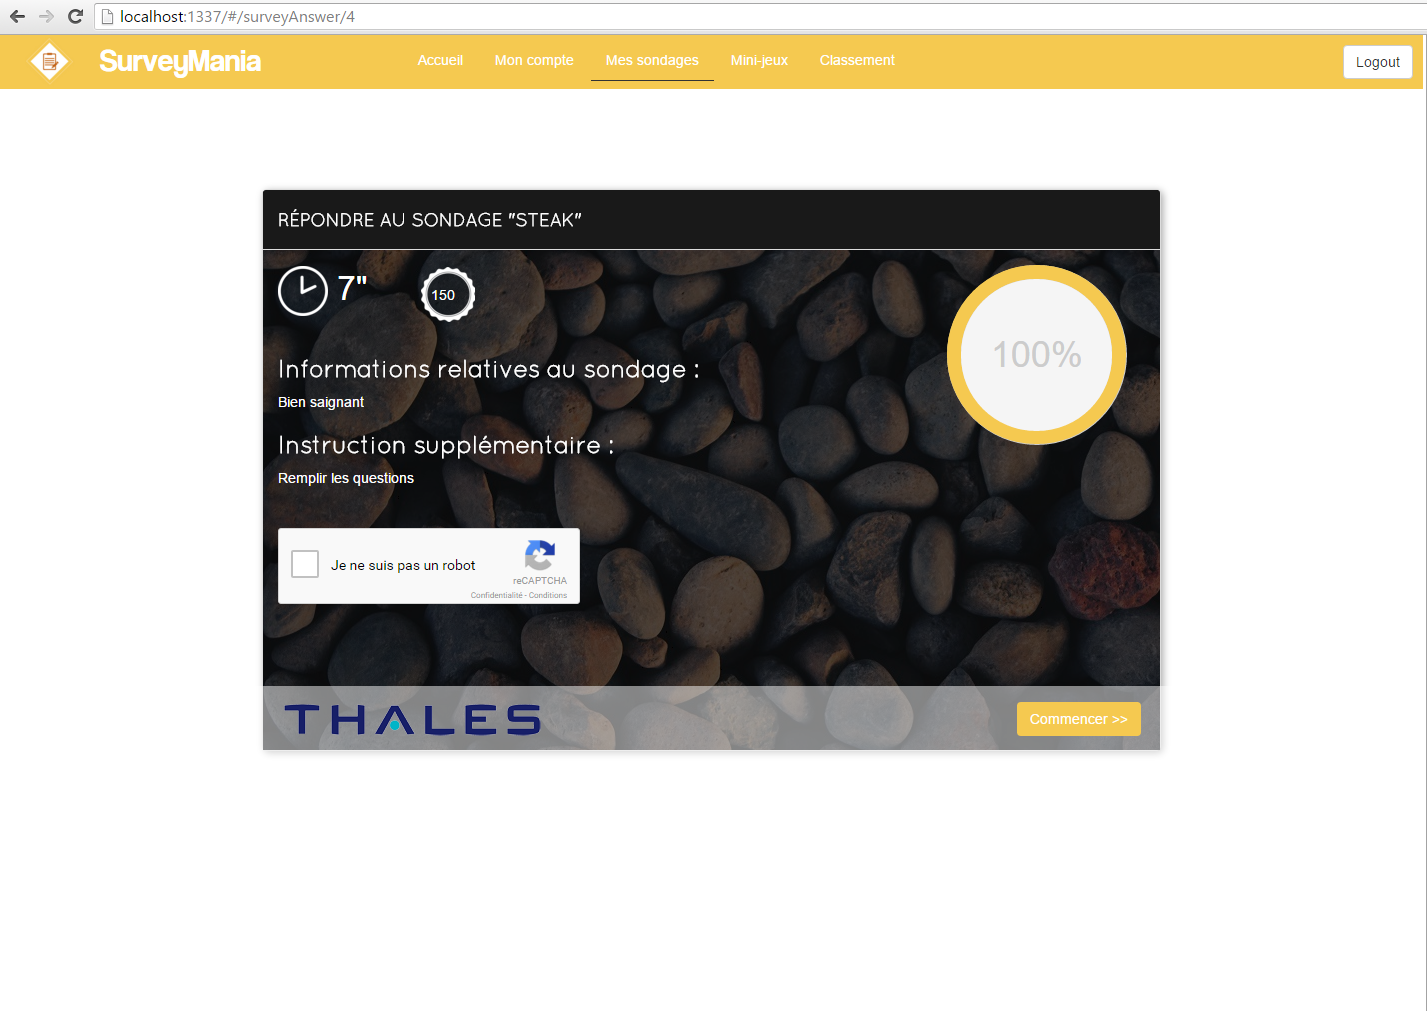 localhost:1337/#/surveyAnswer/4
SurveyMania
Accueil
Mon compte
Mes sondages
Mini-jeux
Classement
Logout
RÉPONDRE AU SONDAGE "STEAK"
7"
150
100%
Informations relatives au sondage :
Bien saignant
Instruction supplémentaire :
Remplir les questions
Je ne suis pas un robot
reCAPTCHA
Confidentialité - Conditions
THALES
Commencer >>